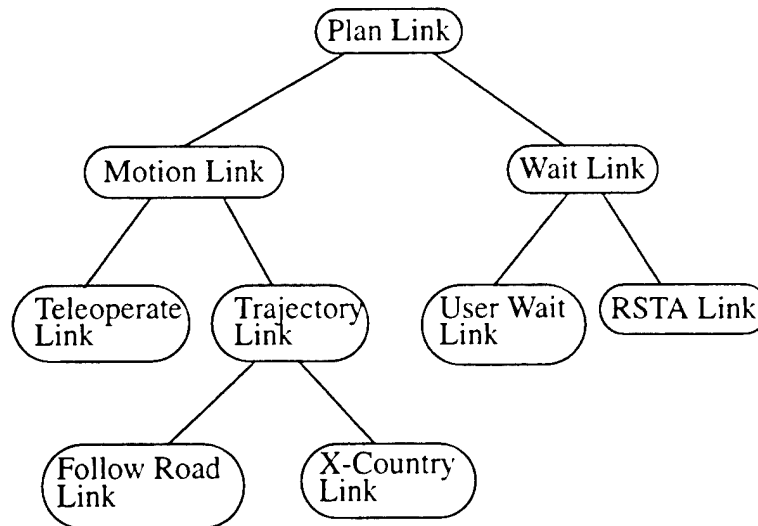 Plan Link
Motion Link
Wait Link
Teleoperate
Link
Trajectory
Link
User Wait
Link
RSTA Link
Follow Road
Link
X-Country
Link